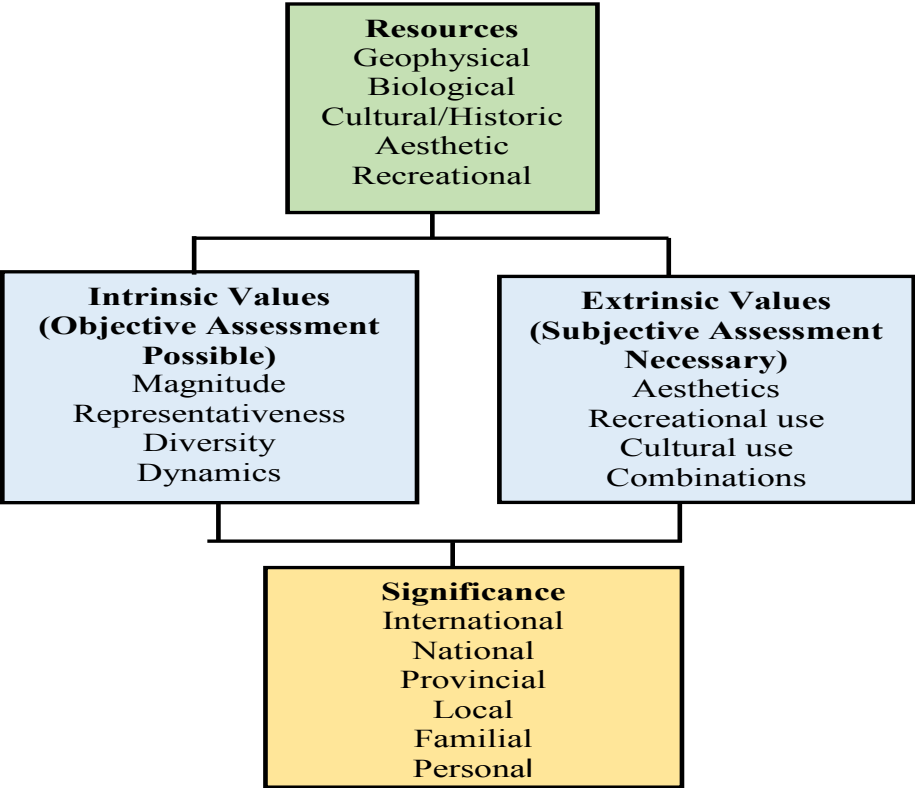 Resources
Geophysical
Biological
Cultural/Historic
Aesthetic
Recreational
Intrinsic Values
(Objective Assessment
Possible)
Magnitude
Representativeness
Diversity
Dynamics
Extrinsic Values
(Subjective Assessment
Necessary)
Aesthetics
Recreational use
Cultural use
Combinations
Significance
International
National
Provincial
Local
Familial
Personal